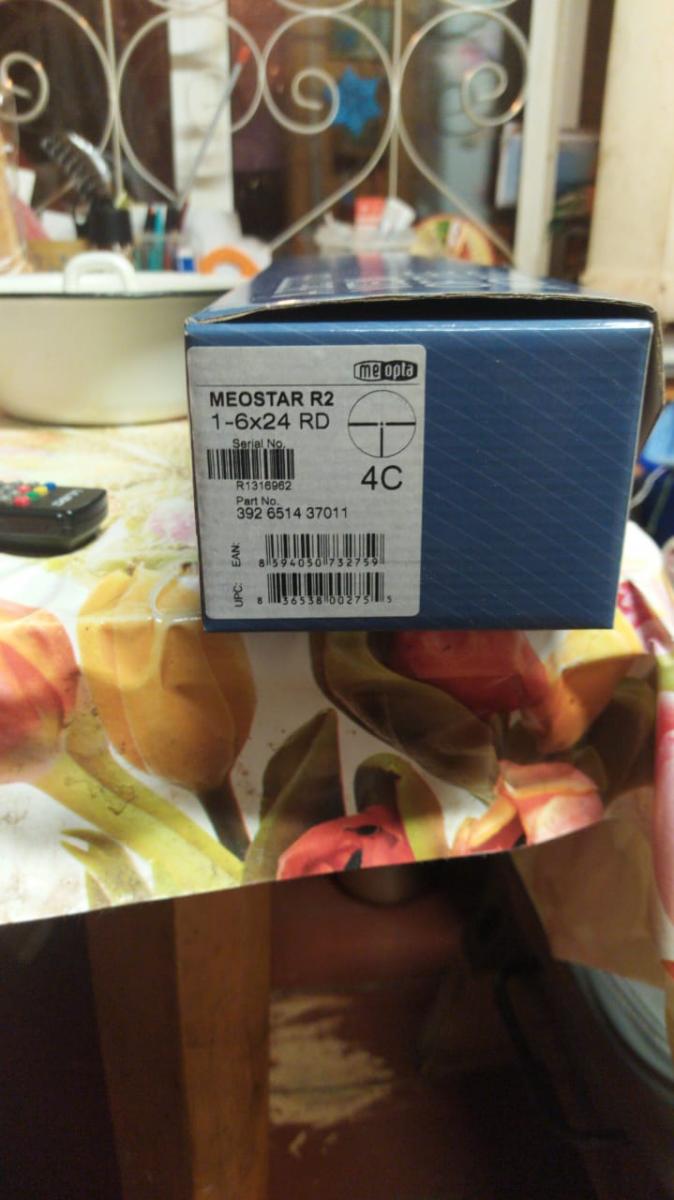 meopta
MEOSTAR R2
1-6x24 RD
Serial No.
R1316962
4C
Part No.
392 6514 37011
EAN:
8 594050 732759
UPC:
8 36538 00275 5